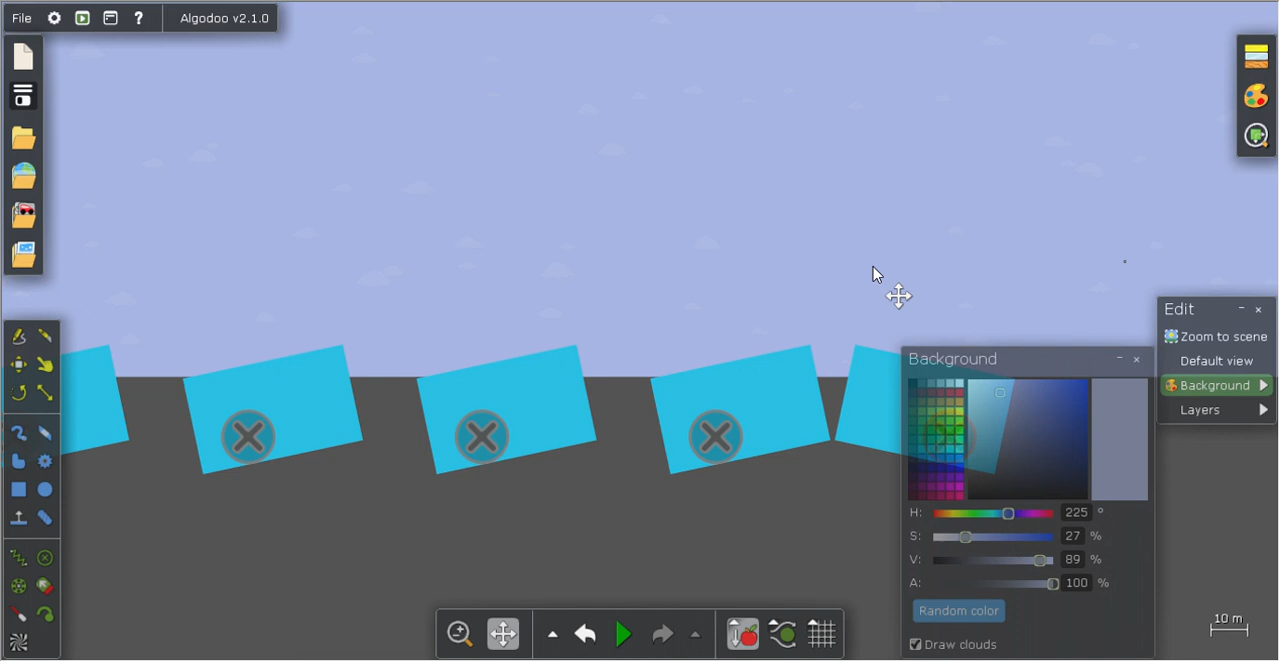 File ? Algodoo v2.1.0
Edit
Zoom to scene
Default view
Background
Layers
Background
H: 225 °
S: 27 %
V: 89 %
A: 100 %
Random color
Draw clouds
10 m